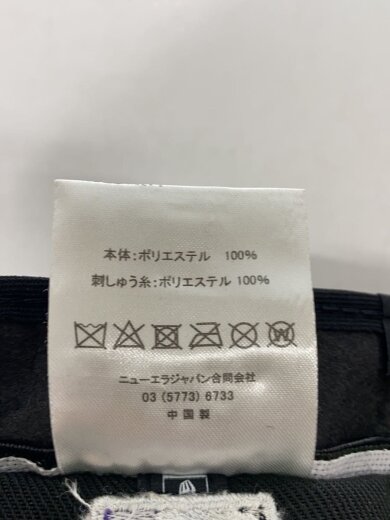 本体:ポリエステル 100%
刺しゅう糸:ポリエステル 100%
ニューエラジャパン合同会社
03 (5773) 6733
中国製